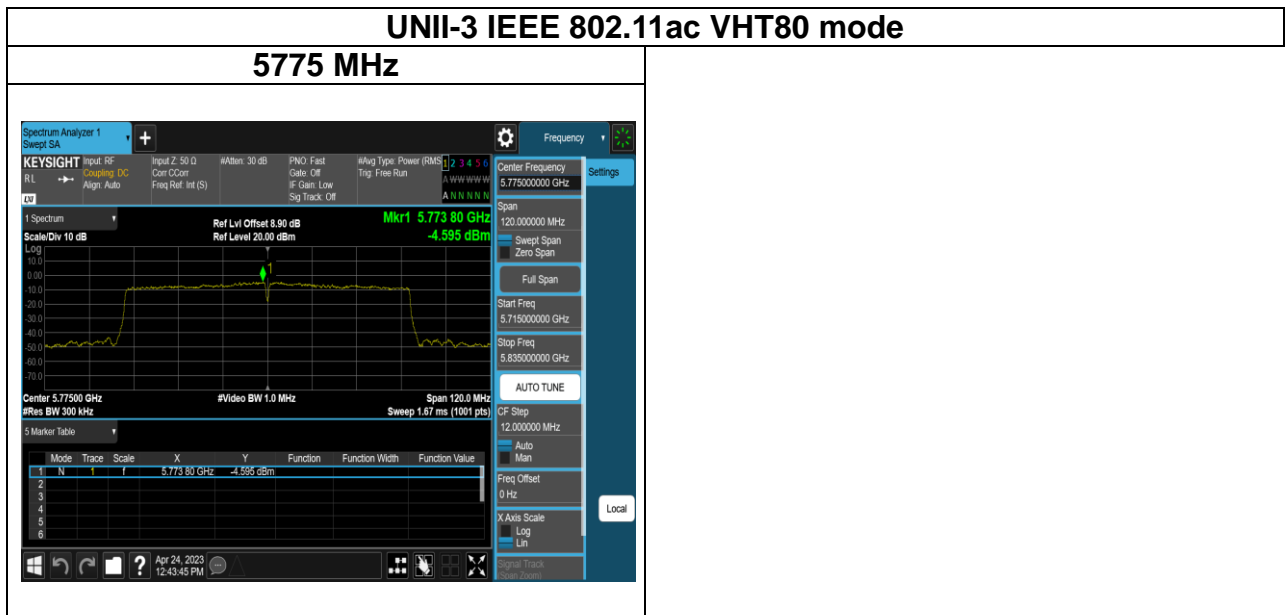 UNII-3 IEEE 802.11ac VHT80 mode
5775 MHz
Spectrum Analyzer 1
Swept SA
+
Frequency
KEYSIGHT
RL
LXI
Input: RF
Coupling: DC
Align: Auto
Input Z: 50 Ω
Corr CCorr
Freq Ref: Int (S)
#Atten: 30 dB
PNO: Fast
Gate: Off
IF Gain: Low
Sig Track: Off
#Avg Type: Power (RMS
Trig: Free Run
1 2 3 4 5 6
A WW WW W
A N N N N N
1 Spectrum
Scale/Div 10 dB
Ref Lvl Offset 8.90 dB
Ref Level 20.00 dBm
Mkr1 5.773 80 GHz
-4.595 dBm
Log
10.0
0.00
-10.0
-20.0
-30.0
-40.0
-50.0
-60.0
-70.0
1
Center 5.77500 GHz
#Res BW 300 kHz
#Video BW 1.0 MHz
Span 120.0 MHz
Sweep 1.67 ms (1001 pts)
5 Marker Table
Mode Trace Scale X Y Function Function Width Function Value
1 N 1 f 5.773 80 GHz -4.595 dBm
2
3
4
5
6
?
Apr 24, 2023
12:43:45 PM
Center Frequency
5.775000000 GHz
Settings
Span
120.000000 MHz
Swept Span
Zero Span
Full Span
Start Freq
5.715000000 GHz
Stop Freq
5.835000000 GHz
AUTO TUNE
CF Step
12.000000 MHz
Auto
Man
Freq Offset
0 Hz
X Axis Scale
Log
Lin
Local
Signal Track
(Span Zoom)